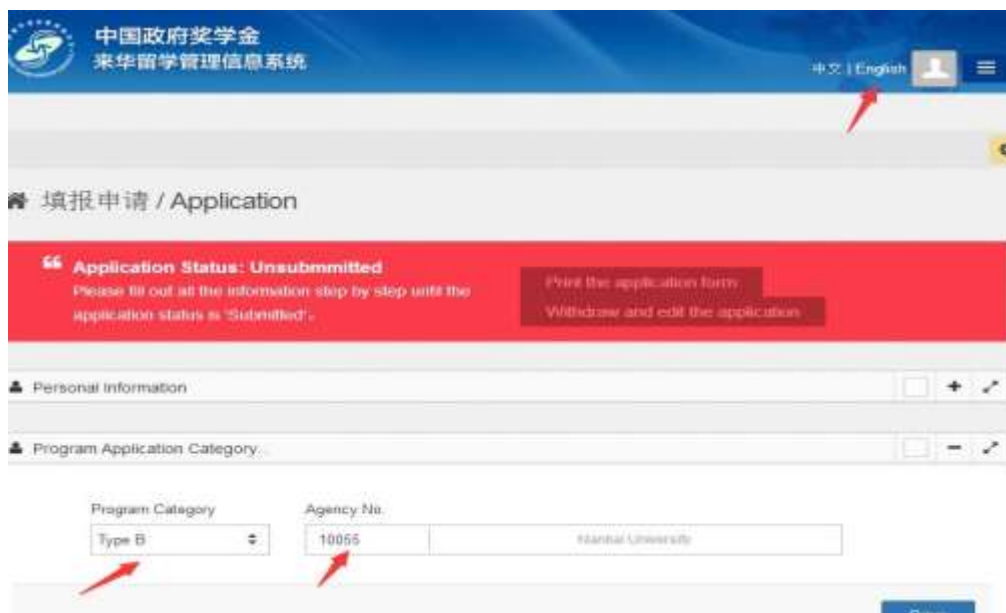 中国政府奖学金
来华留学管理信息系统
中文 | English
填报申请 / Application
Application Status: Unsubmmitted
Please fill out all the information step by step until the
application status is 'Submitted'.
Print the application form
Withdraw and edit the application
Personal Information
Program Application Category
Program Category
Agency No.
Type B
10055
Nankai University